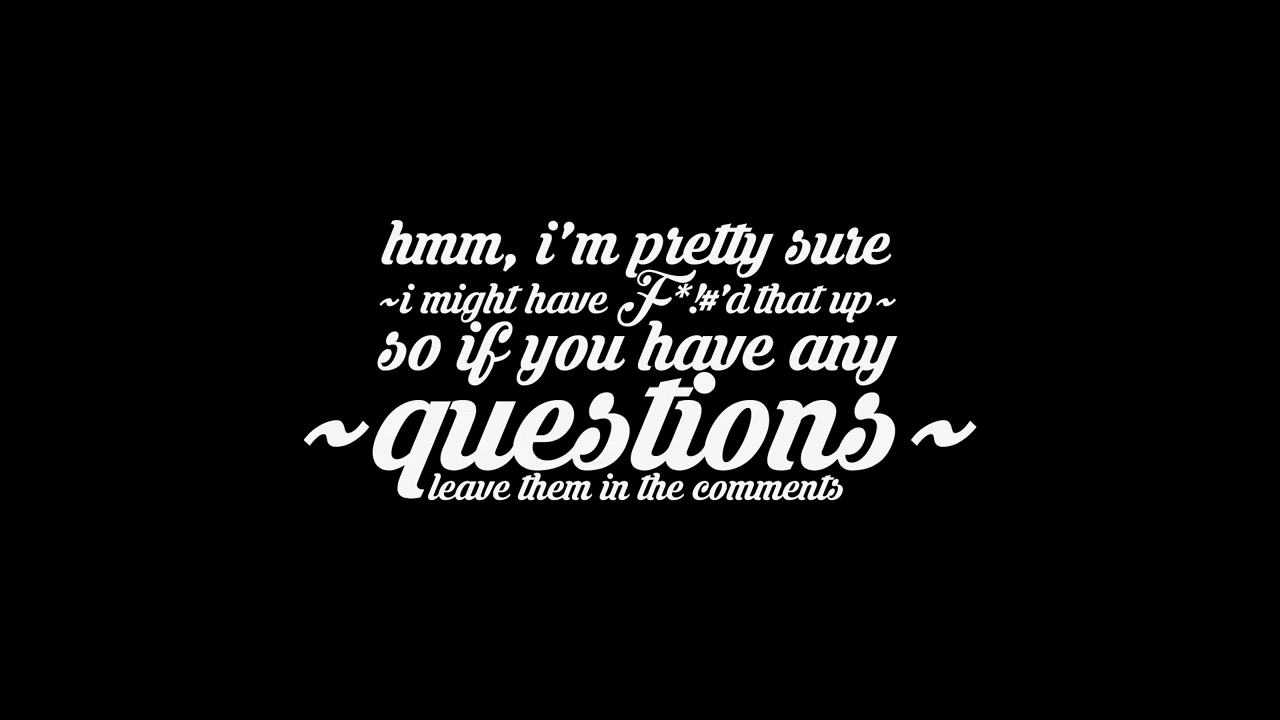 hmm, i'm pretty sure
~i might have F*!#'d that up~
so if you have any
~questions~
leave them in the comments